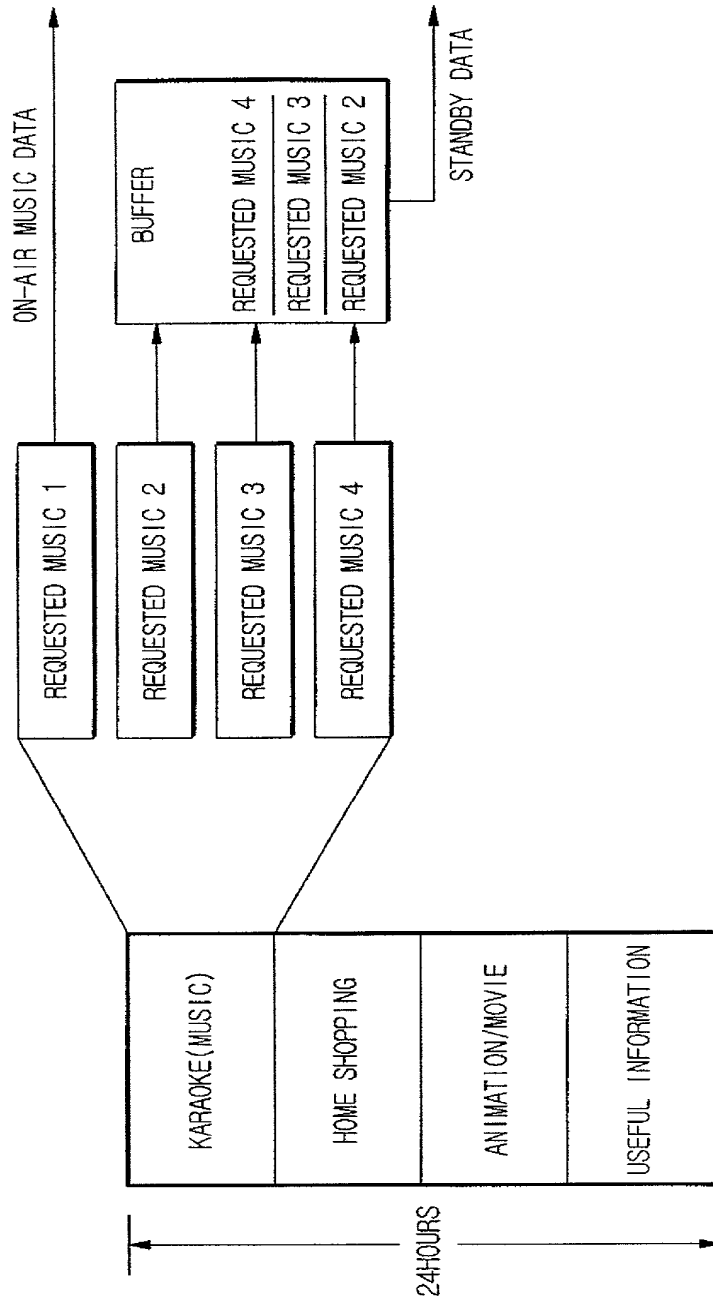 24HOURS
KARAOKE(MUSIC)
HOME SHOPPING
ANIMATION/MOVIE
USEFUL INFORMATION
REQUESTED MUSIC 1
REQUESTED MUSIC 2
REQUESTED MUSIC 3
REQUESTED MUSIC 4
ON-AIR MUSIC DATA
BUFFER
REQUESTED MUSIC 4
REQUESTED MUSIC 3
REQUESTED MUSIC 2
STANDBY DATA